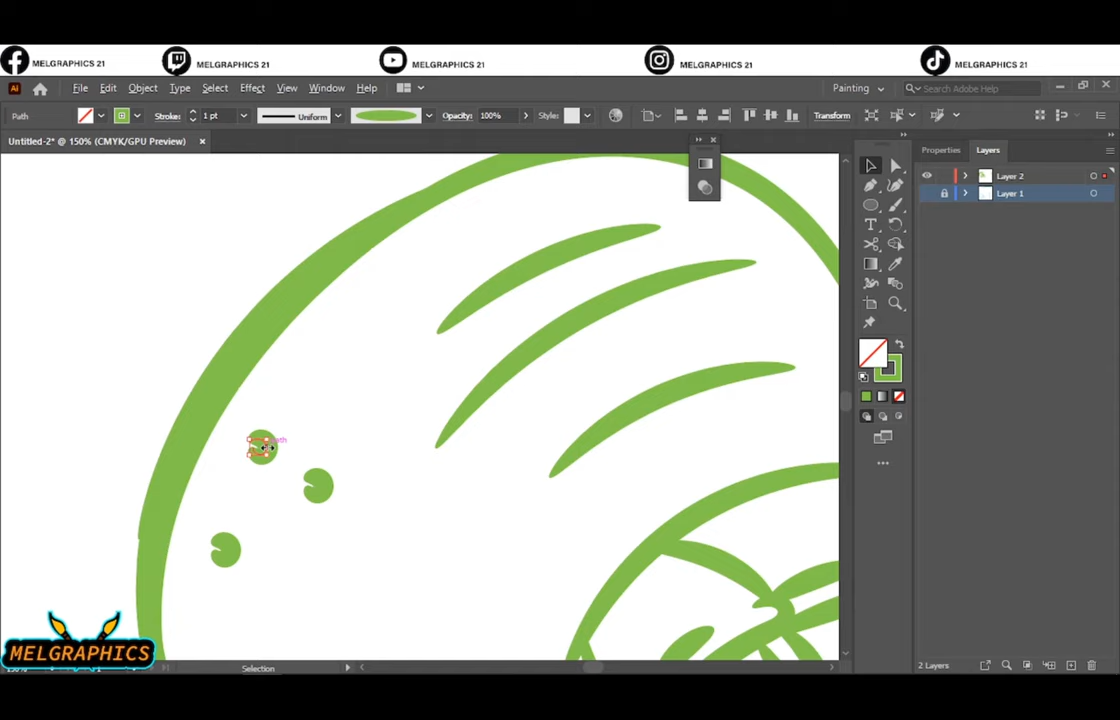 MELGRAPHICS 21 MELGRAPHICS 21 MELGRAPHICS 21 MELGRAPHICS 21 MELGRAPHICS 21
Ai File Edit Object Type Select Effect View Window Help Painting Search Adobe Help
Path Stroke: 1 pt Uniform Opacity: 100% Style: Transform
Untitled-2* @ 150% (CMYK/GPU Preview) Properties Layers
Layer 2
Layer 1
MELGRAPHICS
Selection 2 Layers